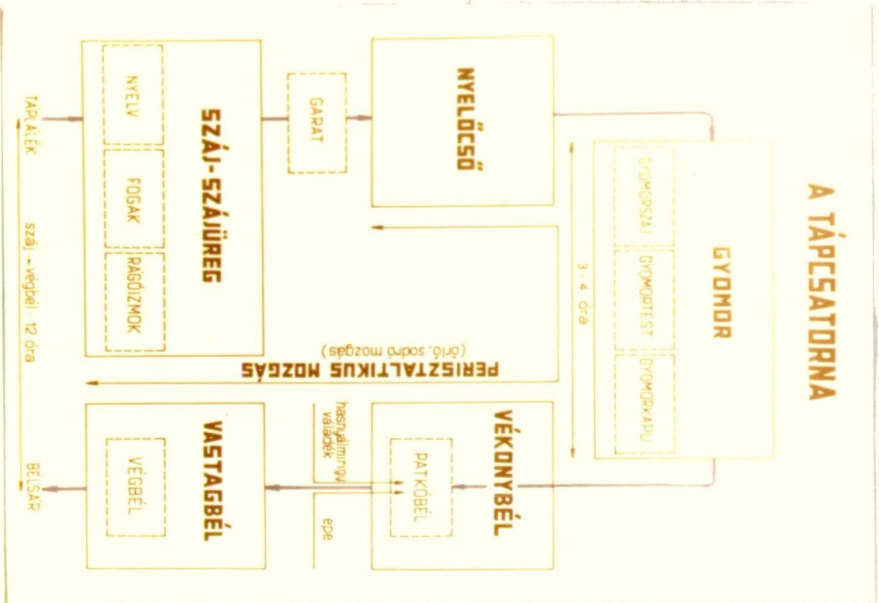 A TÁPCSATORNA
GYOMOR
GYOMORSZÁJ
GYOMORTEST
GYOMORKAPU
3-4 óra
NYELŐCSŐ
GARAT
SZÁJ-SZÁJÜREG
NYELV
FOGAK
RÁGÓIZMOK
TÁPLÁLÉK
száj-végbél 12 óra
BÉLSÁR
PERISZTALTIKUS MOZGÁS
(őrlő, sodró mozgás)
VÉKONYBÉL
PATKÓBÉL
hasnyálmirigy
váladék
epe
VASTAGBÉL
VÉGBÉL